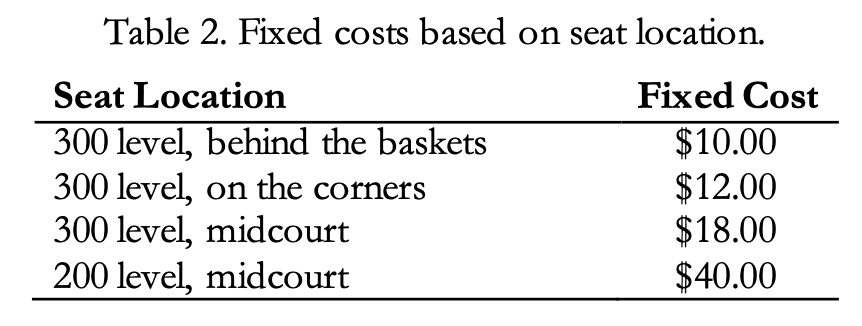 Table 2. Fixed costs based on seat location.
Seat Location Fixed Cost
300 level, behind the baskets $10.00
300 level, on the corners $12.00
300 level, midcourt $18.00
200 level, midcourt $40.00